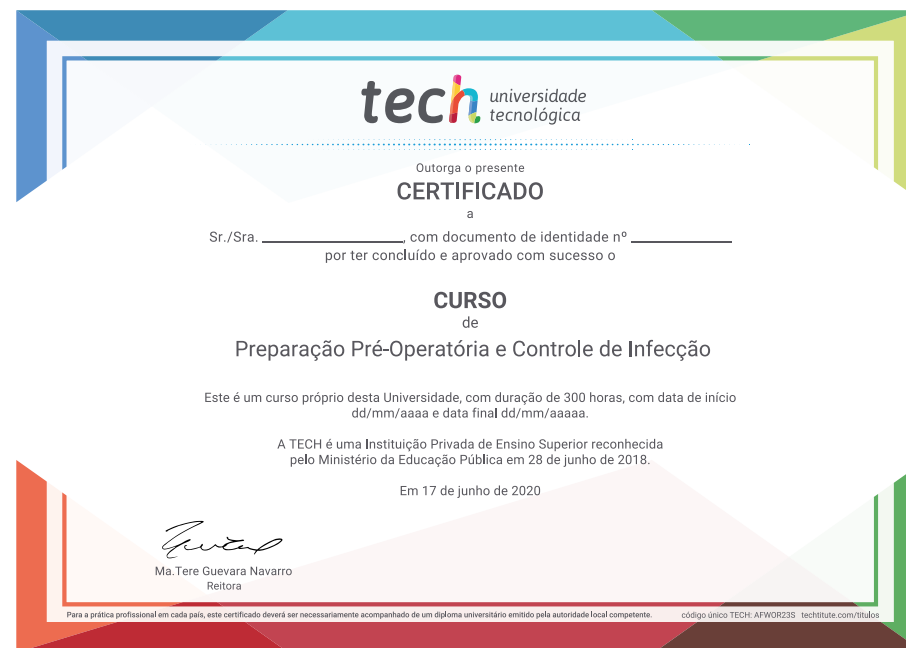 tech universidade
tecnológica
Outorga o presente
CERTIFICADO
a
Sr./Sra. ____________, com documento de identidade nº ____________
por ter concluído e aprovado com sucesso o
CURSO
de
Preparação Pré-Operatória e Controle de Infecção
Este é um curso próprio desta Universidade, com duração de 300 horas, com data de início
dd/mm/aaaa e data final dd/mm/aaaaa.
A TECH é uma Instituição Privada de Ensino Superior reconhecida
pelo Ministério da Educação Pública em 28 de junho de 2018.
Em 17 de junho de 2020
Ma.Tere Guevara Navarro
Reitora
Para a prática profissional em cada país, este certificado deverá ser necessariamente acompanhado de um diploma universitário emitido pela autoridade local competente. código único TECH: AFWOR23S techtitute.com/titulos